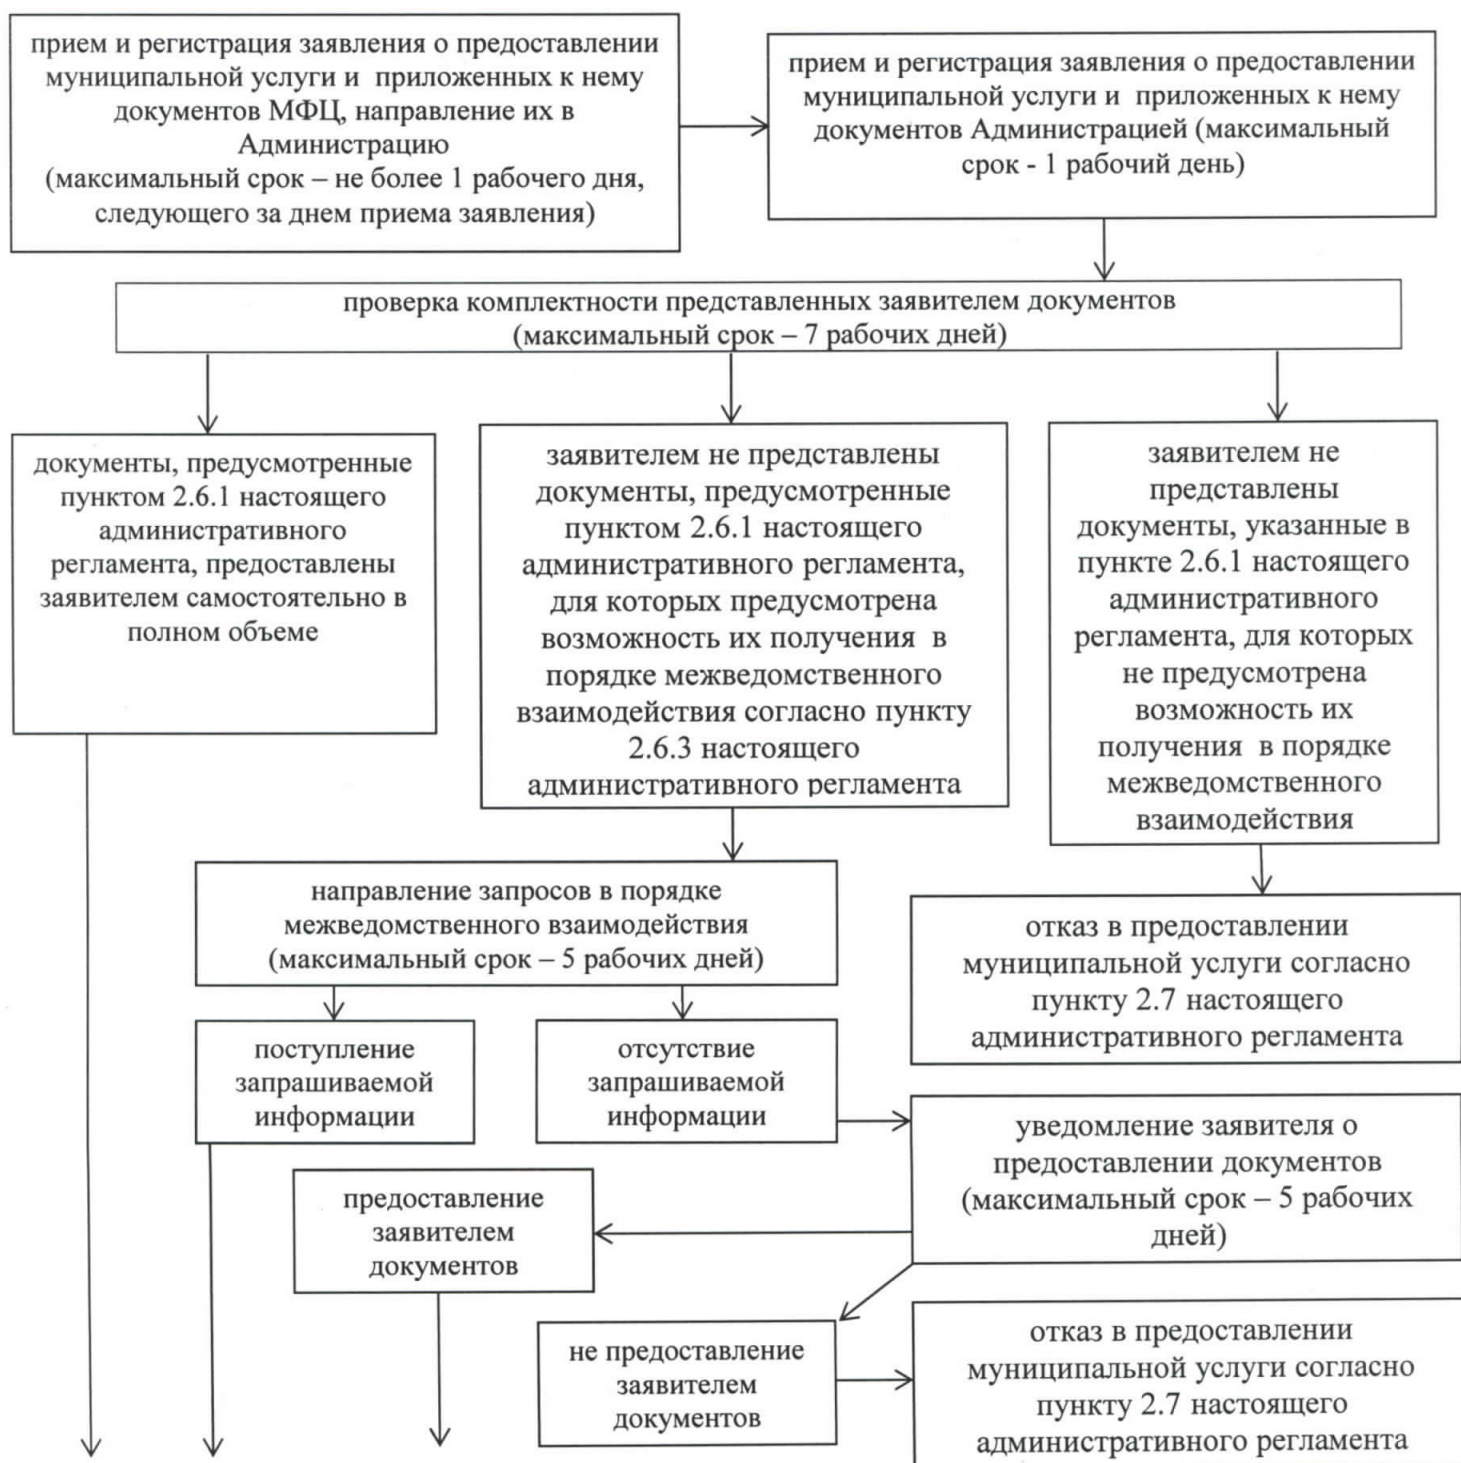 прием и регистрация заявления о предоставлении
муниципальной услуги и приложенных к нему
документов МФЦ, направление их в
Администрацию
(максимальный срок – не более 1 рабочего дня,
следующего за днем приема заявления)
прием и регистрация заявления о предоставлении
муниципальной услуги и приложенных к нему
документов Администрацией (максимальный
срок - 1 рабочий день)
проверка комплектности представленных заявителем документов
(максимальный срок – 7 рабочих дней)
документы, предусмотренные
пунктом 2.6.1 настоящего
административного
регламента, предоставлены
заявителем самостоятельно в
полном объеме
заявителем не представлены
документы, предусмотренные
пунктом 2.6.1 настоящего
административного регламента,
для которых предусмотрена
возможность их получения в
порядке межведомственного
взаимодействия согласно пункту
2.6.3 настоящего
административного регламента
заявителем не
представлены
документы, указанные в
пункте 2.6.1 настоящего
административного
регламента, для которых
не предусмотрена
возможность их
получения в порядке
межведомственного
взаимодействия
направление запросов в порядке
межведомственного взаимодействия
(максимальный срок – 5 рабочих дней)
отказ в предоставлении
муниципальной услуги согласно
пункту 2.7 настоящего
административного регламента
поступление
запрашиваемой
информации
отсутствие
запрашиваемой
информации
уведомление заявителя о
предоставлении документов
(максимальный срок – 5 рабочих
дней)
предоставление
заявителем
документов
не предоставление
заявителем
документов
отказ в предоставлении
муниципальной услуги согласно
пункту 2.7 настоящего
административного регламента